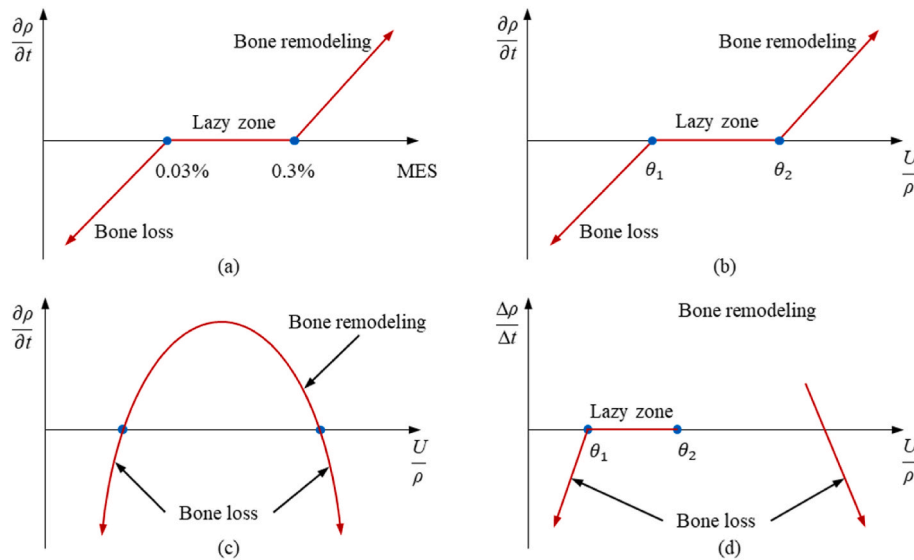 ∂ρ
∂t
Bone remodeling
Lazy zone
0.03%
0.3%
MES
Bone loss
(a)
∂ρ
∂t
Bone remodeling
Lazy zone
θ₁
θ₂
U
ρ
Bone loss
(b)
∂ρ
∂t
Bone remodeling
U
ρ
Bone loss
(c)
Δρ
Δt
Bone remodeling
Lazy zone
θ₁
θ₂
U
ρ
Bone loss
(d)